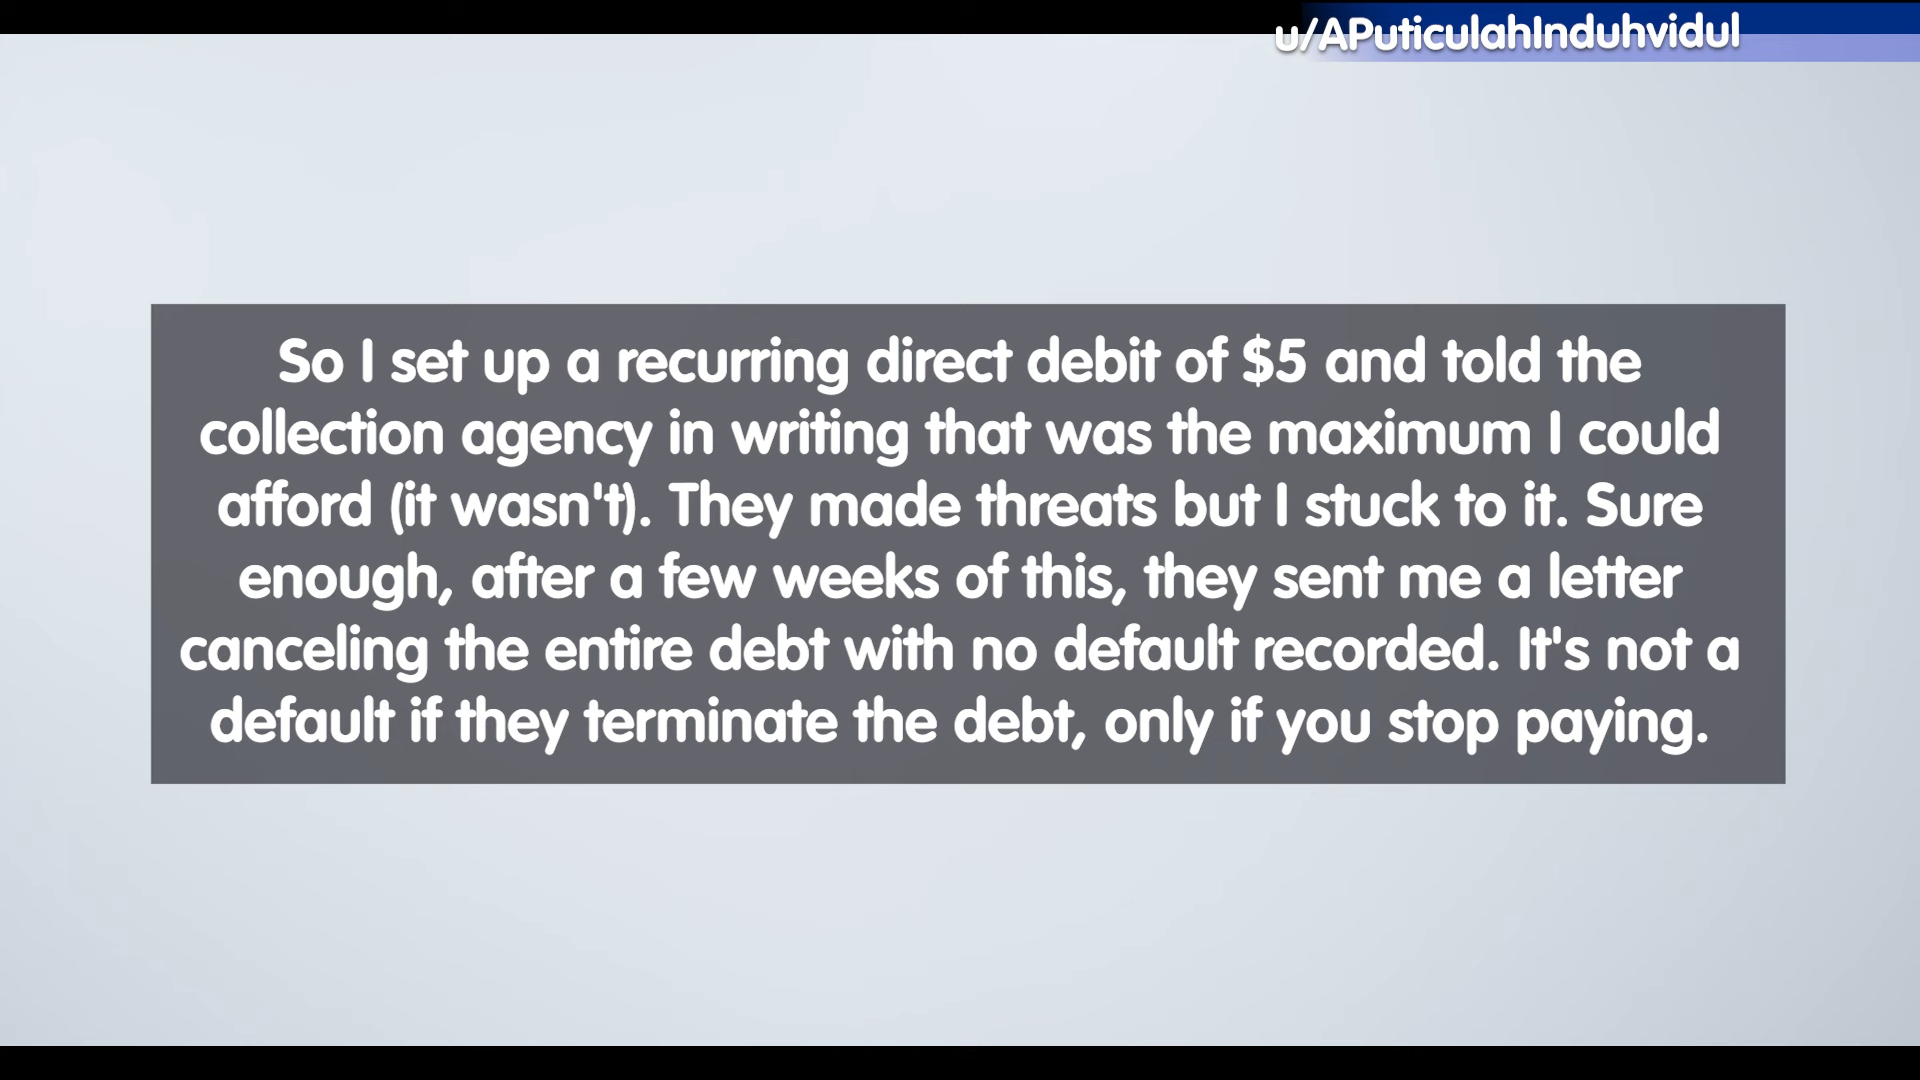 u/APuticulahInduhvidul
So I set up a recurring direct debit of $5 and told the
collection agency in writing that was the maximum I could
afford (it wasn't). They made threats but I stuck to it. Sure
enough, after a few weeks of this, they sent me a letter
canceling the entire debt with no default recorded. It's not a
default if they terminate the debt, only if you stop paying.